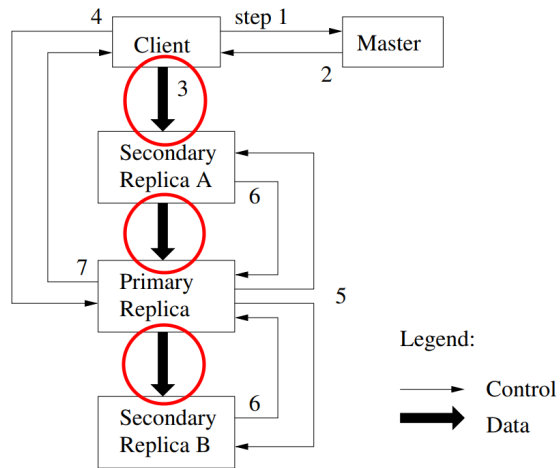 4
step 1
Client
Master
2
3
Secondary
Replica A
6
7
Primary
Replica
5
Legend:
Control
6
Secondary
Replica B
Data